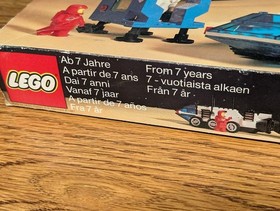 LEGO
Ab 7 Jahre
A partir de 7 ans
Dai 7 anni
Vanaf 7 jaar
A partir de 7 años
Fra 7 år
From 7 years
7 - vuotiaista alkaen
Från 7 år